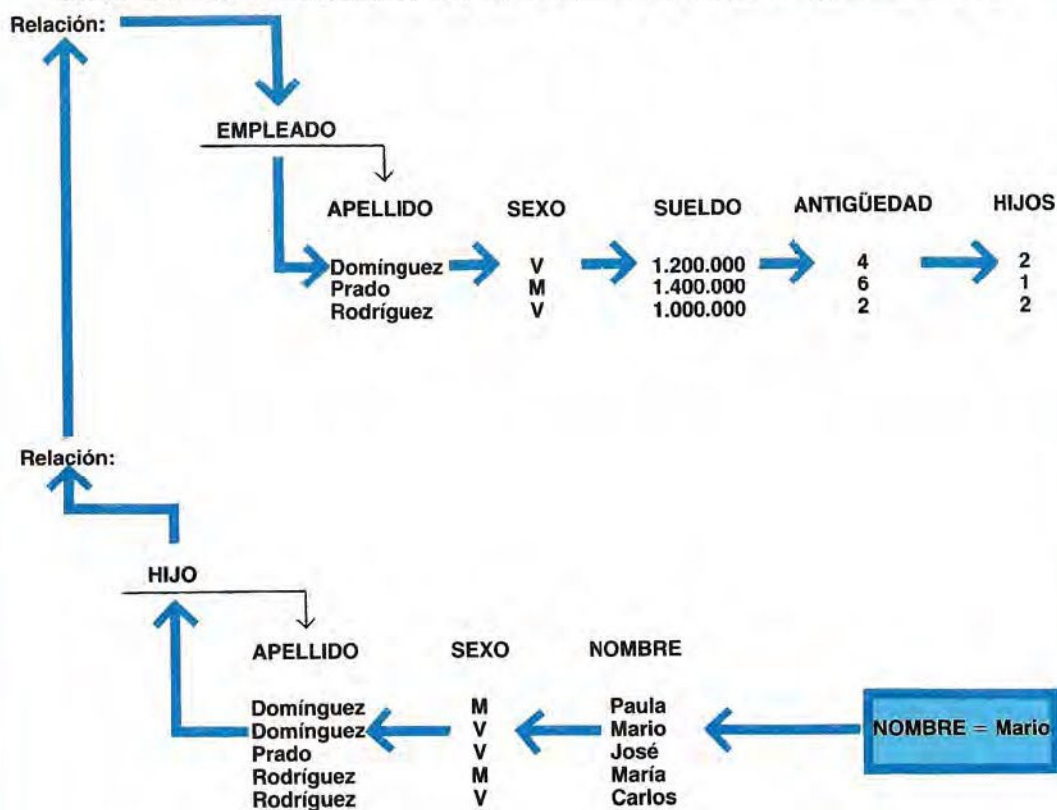 Relación:
EMPLEADO
APELLIDO SEXO SUELDO ANTIGÜEDAD HIJOS
Domínguez V 1.200.000 4 2
Prado M 1.400.000 6 1
Rodríguez V 1.000.000 2 2
Relación:
HIJO
APELLIDO SEXO NOMBRE
Domínguez M Paula
Domínguez V Mario NOMBRE = Mario
Prado V José
Rodríguez M María
Rodríguez V Carlos